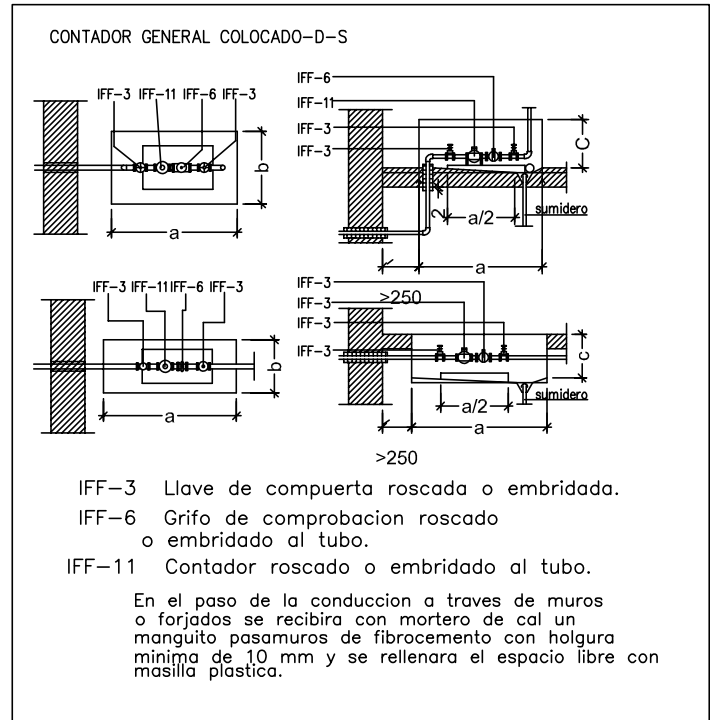 CONTADOR GENERAL COLOCADO-D-S
IFF-3 IFF-11 IFF-6 IFF-3
b
a
IFF-6
IFF-11
IFF-3
IFF-3
C
2
a/2
sumidero
a
>250
IFF-3 IFF-11 IFF-6 IFF-3
b
a
IFF-3
IFF-3
IFF-3
IFF-3
c
a/2
sumidero
a
>250
IFF-3 Llave de compuerta roscada o embridada.
IFF-6 Grifo de comprobacion roscado
o embridado al tubo.
IFF-11 Contador roscado o embridado al tubo.
En el paso de la conduccion a traves de muros
o forjados se recibira con mortero de cal un
manguito pasamuros de fibrocemento con holgura
minima de 10 mm y se rellenara el espacio libre con
masilla plastica.